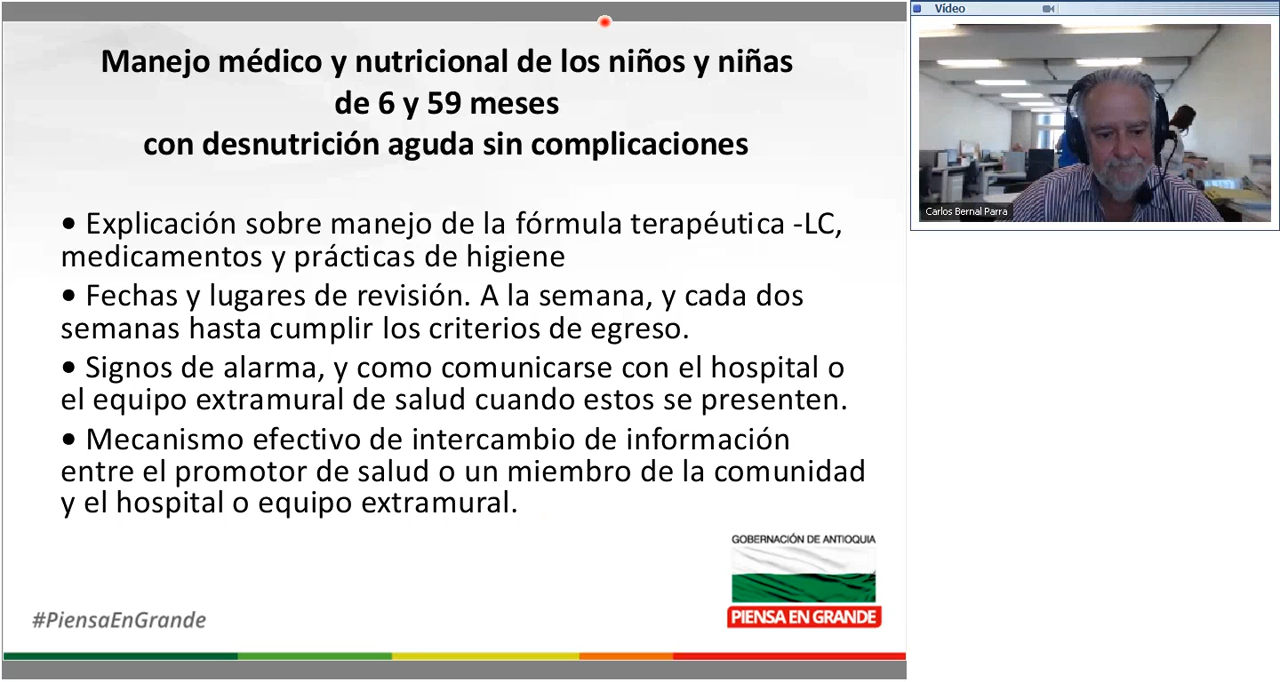 Manejo médico y nutricional de los niños y niñas
de 6 y 59 meses
con desnutrición aguda sin complicaciones
• Explicación sobre manejo de la fórmula terapéutica -LC,
medicamentos y prácticas de higiene
• Fechas y lugares de revisión. A la semana, y cada dos
semanas hasta cumplir los criterios de egreso.
• Signos de alarma, y como comunicarse con el hospital o
el equipo extramural de salud cuando estos se presenten.
• Mecanismo efectivo de intercambio de información
entre el promotor de salud o un miembro de la comunidad
y el hospital o equipo extramural.
GOBERNACIÓN DE ANTIOQUIA
PIENSA EN GRANDE
#PiensaEnGrande
Vídeo
Carlos Bernal Parra